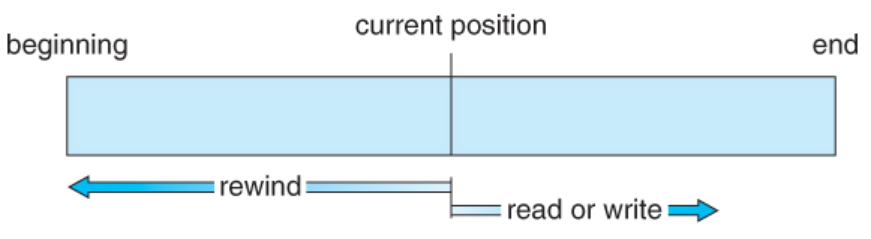 current position
beginning
end
rewind
read or write